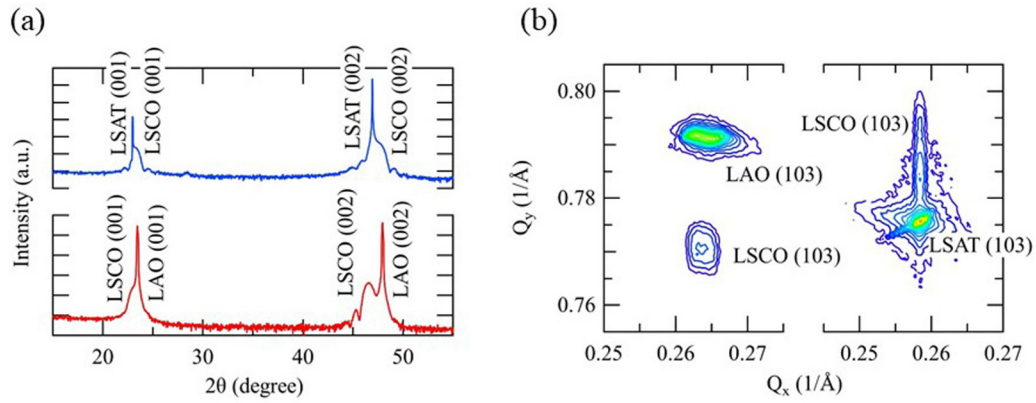 (a)
(b)
LSAT (001)
LSCO (001)
LSAT (002)
LSCO (002)
LSCO (001)
LAO (001)
LSCO (002)
LAO (002)
Intensity (a.u.)
20
30
40
50
2θ (degree)
0.80
0.78
0.76
Qy (1/Å)
LAO (103)
LSCO (103)
LSCO (103)
LSAT (103)
0.25
0.26
0.27
0.25
0.26
0.27
Qx (1/Å)